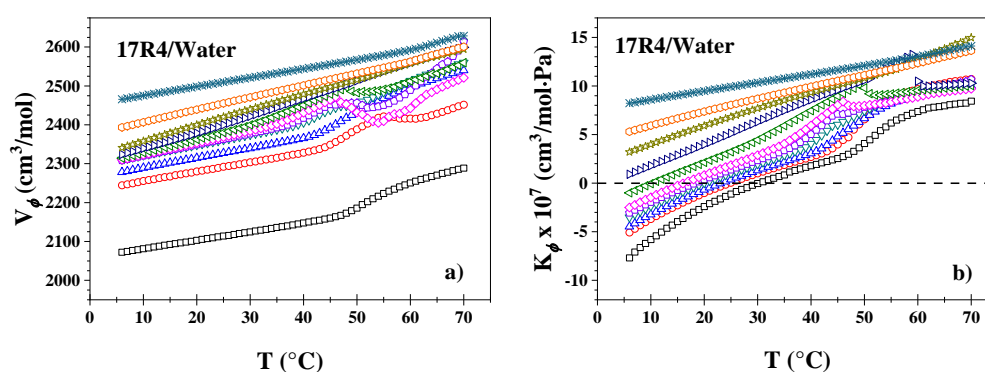 17R4/Water
V_ϕ (cm³/mol)
2600
2500
2400
2300
2200
2100
2000
0 10 20 30 40 50 60 70
T (°C)
a)
17R4/Water
K_ϕ x 10⁷ (cm³/mol·Pa)
15
10
5
0
-5
-10
0 10 20 30 40 50 60 70
T (°C)
b)